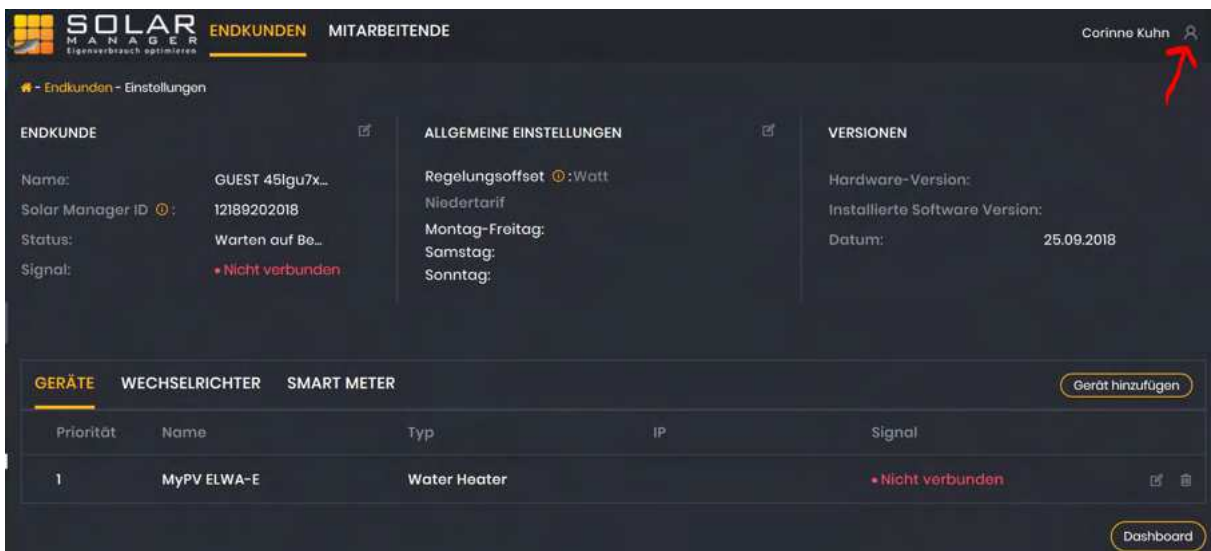 SOLAR
MANAGER
Eigenverbrauch optimieren
ENDKUNDEN MITARBEITENDE
Corinne Kuhn
- Endkunden - Einstellungen
ENDKUNDE
Name: GUEST 45lgu7x...
Solar Manager ID : 12189202018
Status: Warten auf Be...
Signal: • Nicht verbunden
ALLGEMEINE EINSTELLUNGEN
Regelungsoffset : Watt
Niedertarif
Montag-Freitag:
Samstag:
Sonntag:
VERSIONEN
Hardware-Version:
Installierte Software Version:
Datum: 25.09.2018
GERÄTE WECHSELRICHTER SMART METER
Gerät hinzufügen
Priorität Name Typ IP Signal
1 MyPV ELWA-E Water Heater • Nicht verbunden
Dashboard